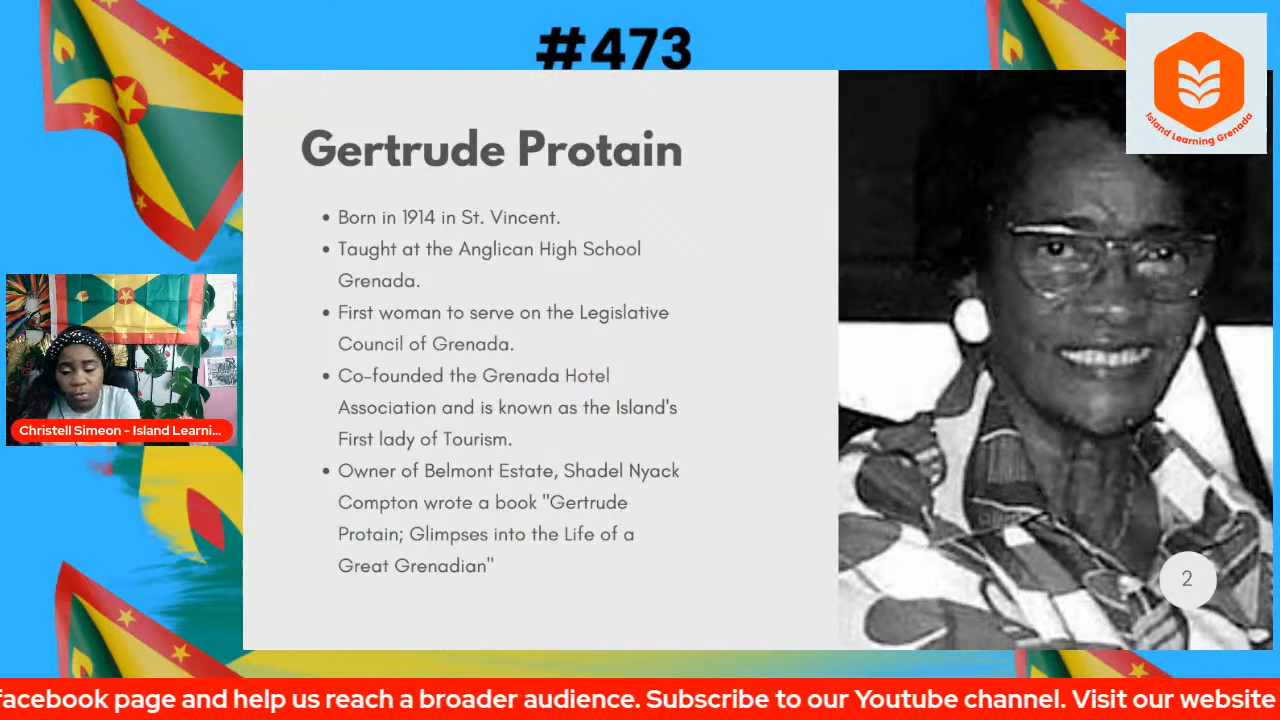 #473
Island Learning Grenada
Gertrude Protain
• Born in 1914 in St. Vincent.
• Taught at the Anglican High School
Grenada.
• First woman to serve on the Legislative
Council of Grenada.
• Co-founded the Grenada Hotel
Association and is known as the Island's
First lady of Tourism.
• Owner of Belmont Estate, Shadel Nyack
Compton wrote a book "Gertrude
Protain; Glimpses into the Life of a
Great Grenadian"
Christell Simeon - Island Learni...
2
facebook page and help us reach a broader audience. Subscribe to our Youtube channel. Visit our website